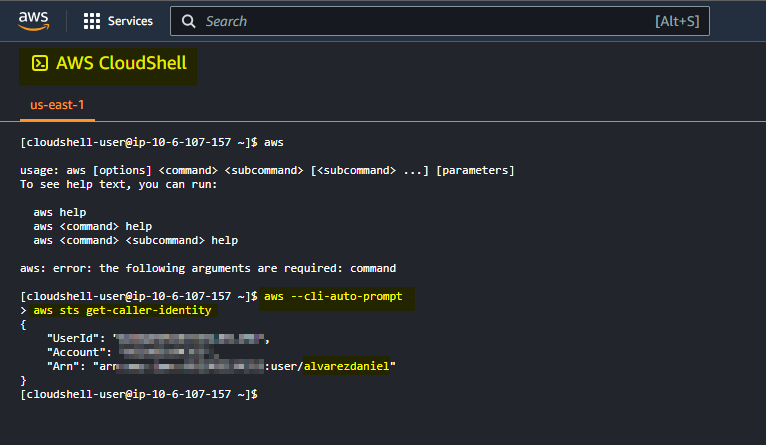 aws
Services
Search
[Alt+S]
AWS CloudShell
us-east-1
[cloudshell-user@ip-10-6-107-157 ~]$ aws
usage: aws [options] <command> <subcommand> [<subcommand> ...] [parameters]
To see help text, you can run:
aws help
aws <command> help
aws <command> <subcommand> help
aws: error: the following arguments are required: command
[cloudshell-user@ip-10-6-107-157 ~]$ aws --cli-auto-prompt
> aws sts get-caller-identity
{
"UserId": ",
"Account": ,
"Arn": "arn:user/alvarezdaniel"
}
[cloudshell-user@ip-10-6-107-157 ~]$